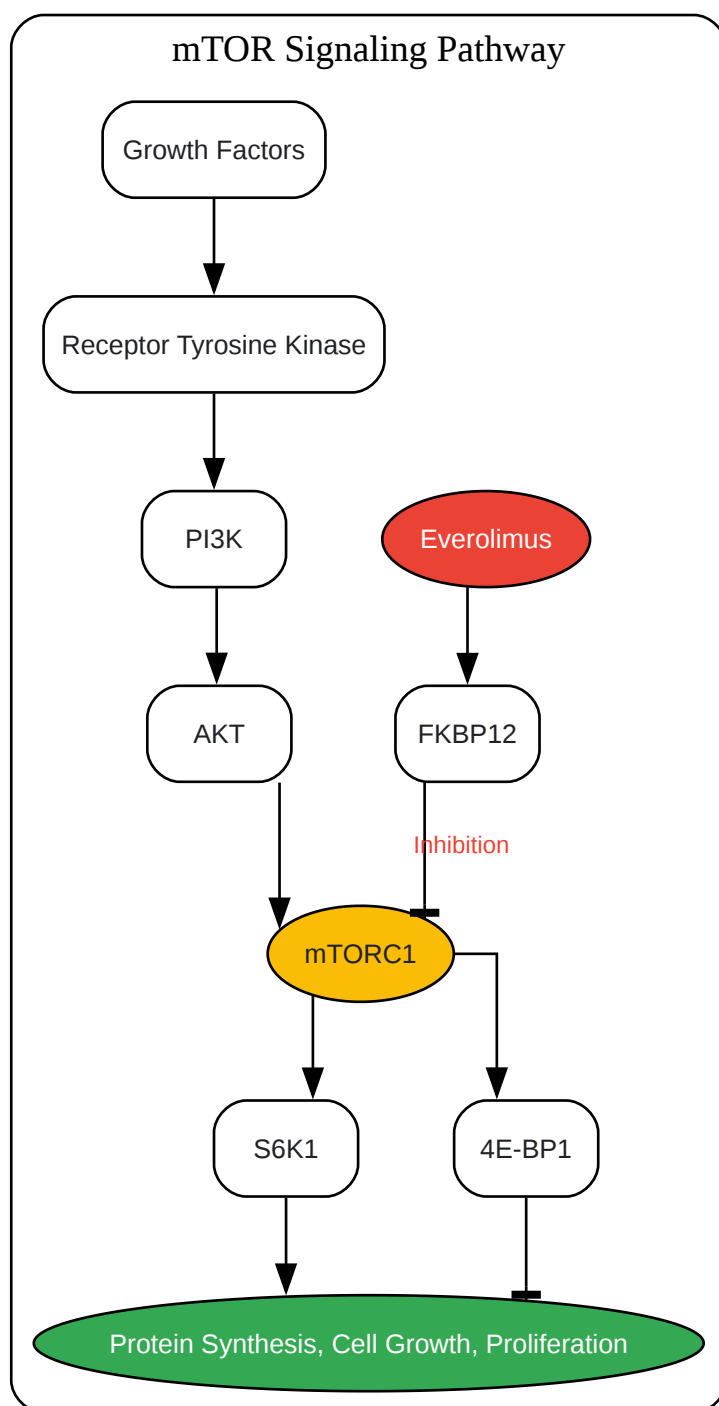 mTOR Signaling Pathway
Growth Factors
Receptor Tyrosine Kinase
PI3K
Everolimus
AKT
FKBP12
Inhibition
mTORC1
S6K1
4E-BP1
Protein Synthesis, Cell Growth, Proliferation